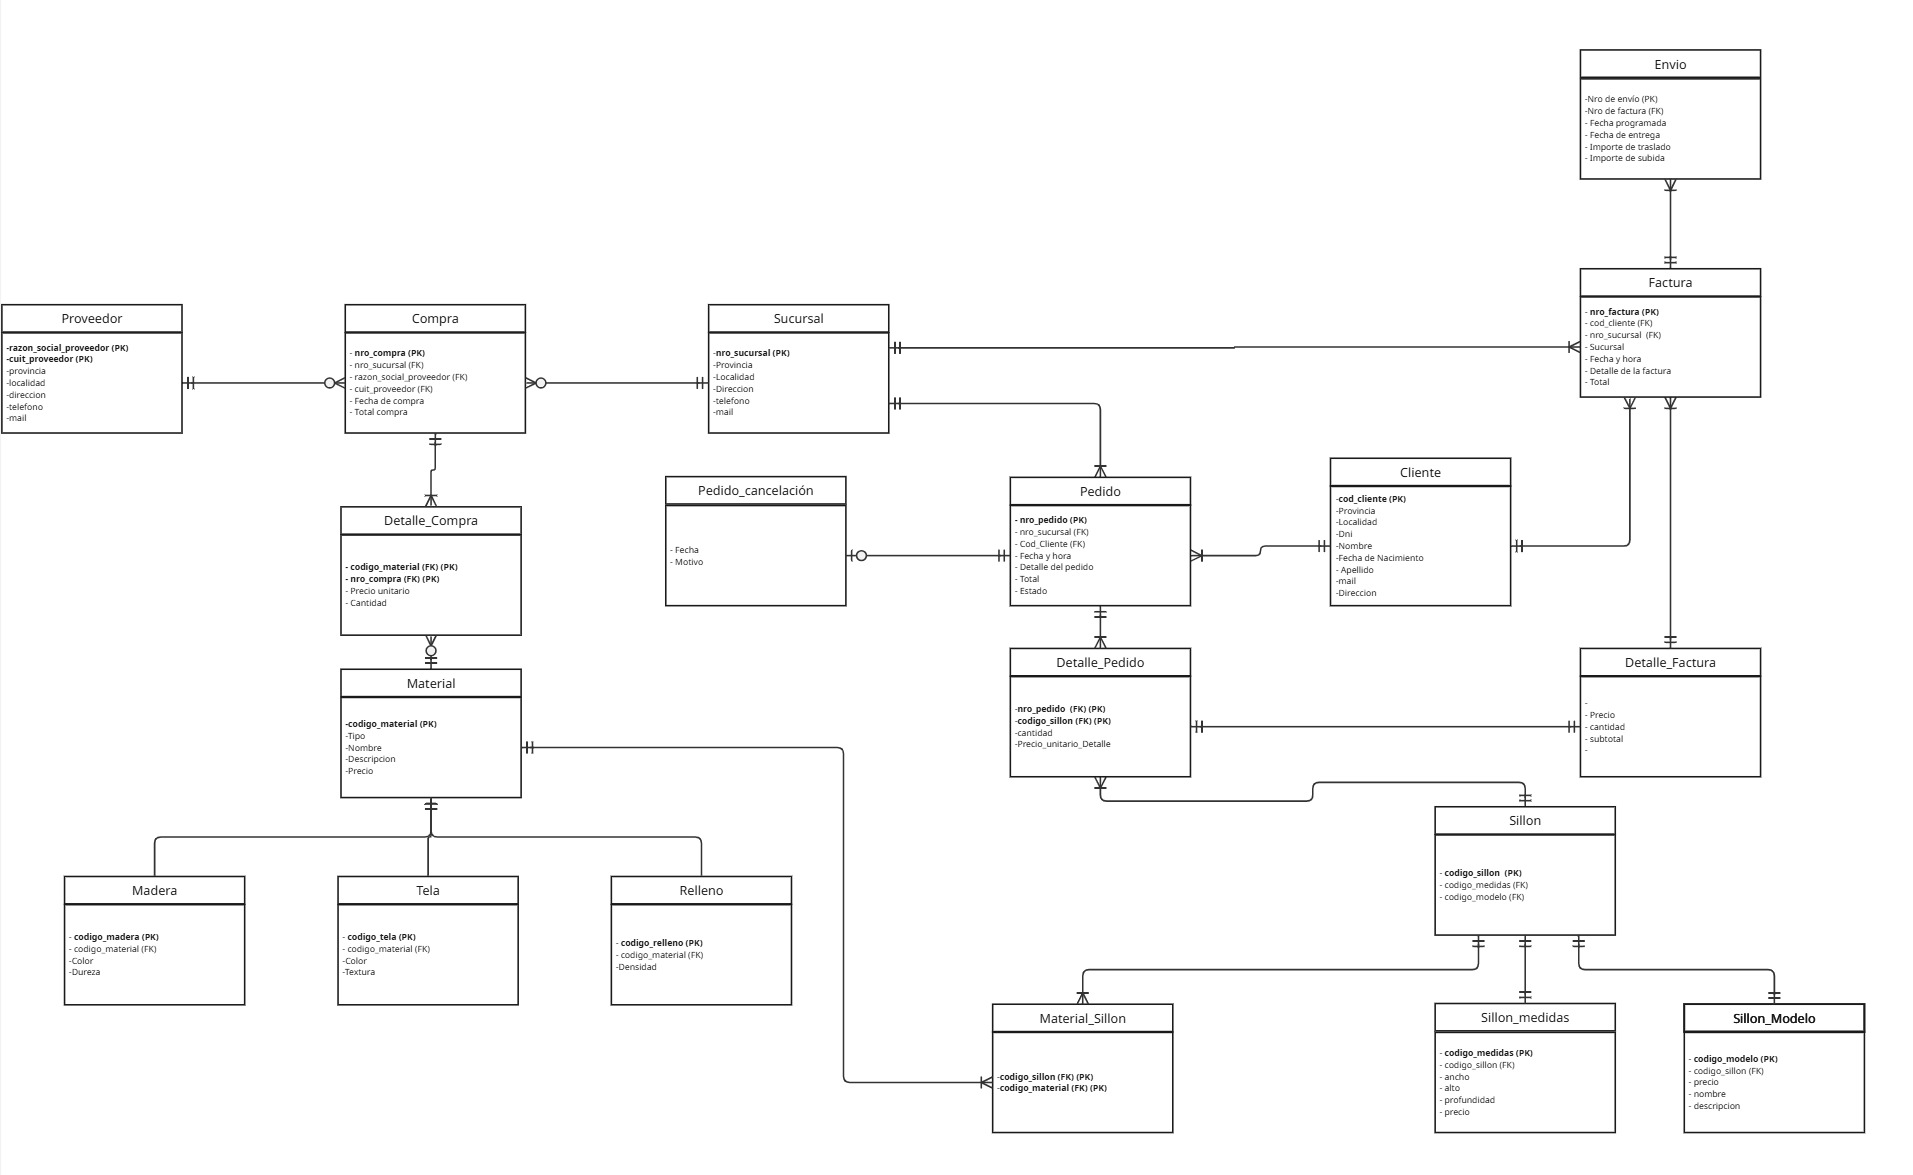 Envio
-Nro de envío (PK)
-Nro de factura (FK)
- Fecha programada
- Fecha de entrega
- Importe de traslado
- Importe de subida
Factura
- nro_factura (PK)
- cod_cliente (FK)
- nro_sucursal  (FK)
- Sucursal
- Fecha y hora
- Detalle de la factura
- Total
Proveedor
-razon_social_proveedor (PK)
-cuit_proveedor (PK)
-provincia
-localidad
-direccion
-telefono
-mail
Compra
- nro_compra (PK)
- nro_sucursal (FK)
- razon_social_proveedor (FK)
- cuit_proveedor (FK)
- Fecha de compra
- Total compra
Sucursal
-nro_sucursal (PK)
-Provincia
-Localidad
-Direccion
-telefono
-mail
Pedido_cancelación
- Fecha
- Motivo
Pedido
- nro_pedido (PK)
- nro_sucursal (FK)
- Cod_Cliente (FK)
- Fecha y hora
- Detalle del pedido
- Total
- Estado
Cliente
-cod_cliente (PK)
-Provincia
-Localidad
-Dni
-Nombre
-Fecha de Nacimiento
- Apellido
-mail
-Direccion
Detalle_Compra
- codigo_material (FK) (PK)
- nro_compra (FK) (PK)
- Precio unitario
- Cantidad
Detalle_Pedido
-nro_pedido  (FK) (PK)
-codigo_sillon (FK) (PK)
-cantidad
-Precio_unitario_Detalle
Detalle_Factura
-
- Precio
- cantidad
- subtotal
-
Material
-codigo_material (PK)
-Tipo
-Nombre
-Descripcion
-Precio
Sillon
- codigo_sillon  (PK)
- codigo_medidas (FK)
- codigo_modelo (FK)
Madera
- codigo_madera (PK)
- codigo_material (FK)
-Color
-Dureza
Tela
- codigo_tela (PK)
- codigo_material (FK)
-Color
-Textura
Relleno
- codigo_relleno (PK)
- codigo_material (FK)
-Densidad
Material_Sillon
-codigo_sillon (FK) (PK)
-codigo_material (FK) (PK)
Sillon_medidas
- codigo_medidas (PK)
- codigo_sillon (FK)
- ancho
- alto
- profundidad
- precio
Sillon_Modelo
- codigo_modelo (PK)
- codigo_sillon (FK)
- precio
- nombre
- descripcion